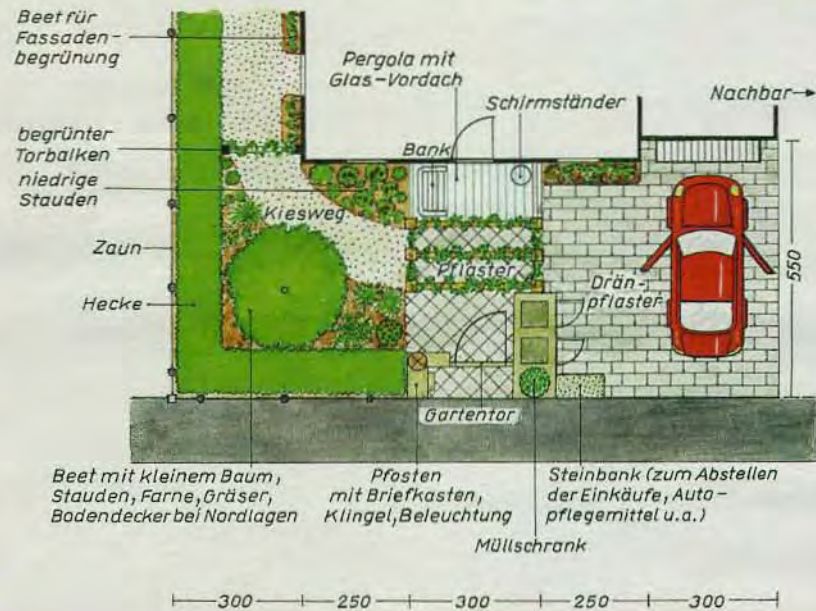 Beet für
Fassaden-
begrünung
Pergola mit
Glas-Vordach
Schirmständer
Nachbar
begrünter
Torbalken
Bank
niedrige
Stauden
Kiesweg
Zaun
Pflaster
Hecke
Drän-
pflaster
550
Gartentor
Beet mit kleinem Baum,
Stauden, Farne, Gräser,
Bodendecker bei Nordlagen
Pfosten
mit Briefkasten,
Klingel, Beleuchtung
Steinbank (zum Abstellen
der Einkäufe, Auto-
pflegemittel u.a.)
Müllschrank
300 250 300 250 300